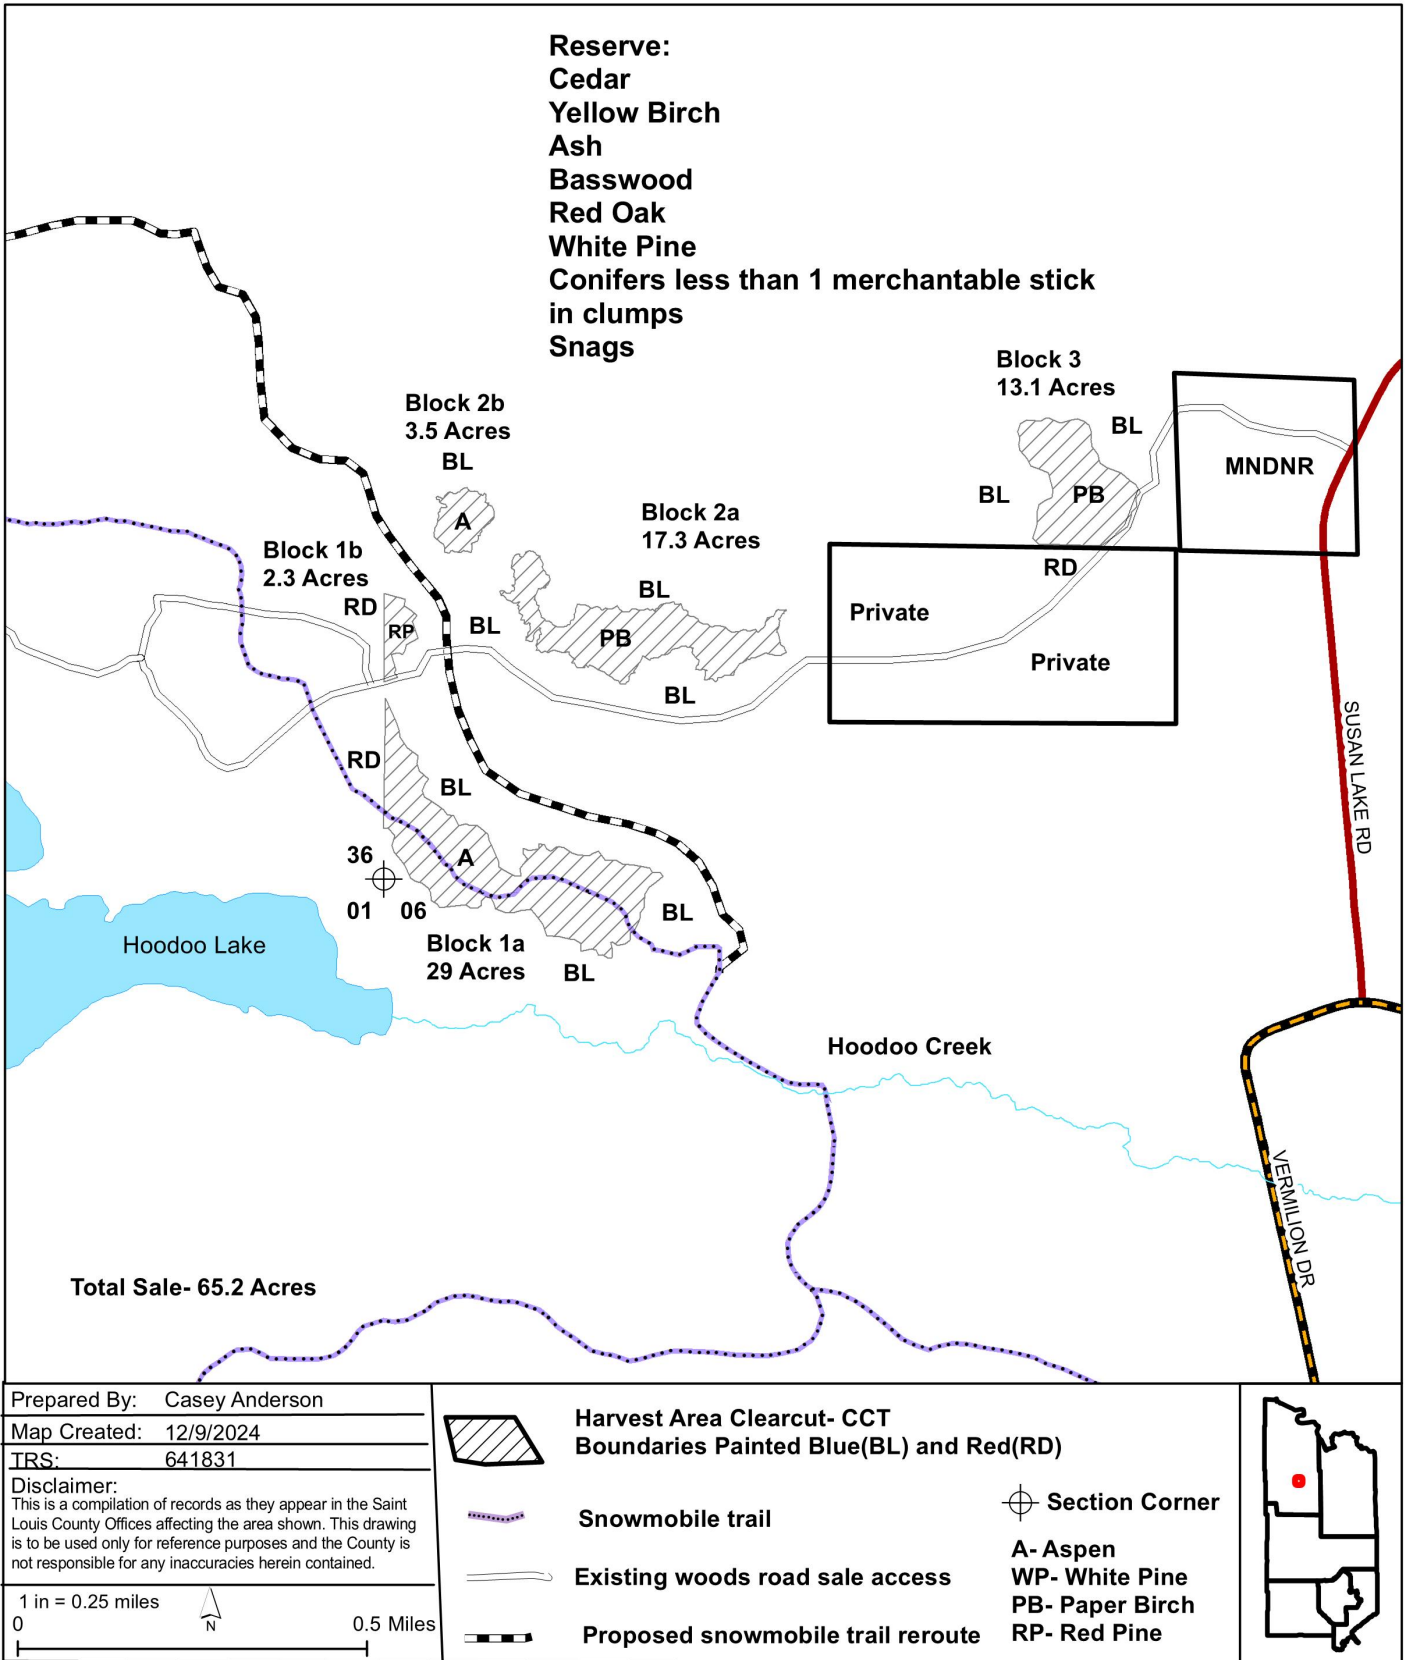 Reserve:
Cedar
Yellow Birch
Ash
Basswood
Red Oak
White Pine
Conifers less than 1 merchantable stick
in clumps
Snags
Block 3
13.1 Acres
BL
BL
PB
MNDNR
RD
Block 2b
3.5 Acres
BL
A
Block 2a
17.3 Acres
BL
BL
PB
BL
Block 1b
2.3 Acres
RD
RP
Private
Private
SUSAN LAKE RD
RD
BL
A
36
01 06
BL
Block 1a
29 Acres
BL
Hoodoo Lake
Hoodoo Creek
VERMILION DR
Total Sale- 65.2 Acres
Prepared By: Casey Anderson
Map Created: 12/9/2024
TRS: 641831
Disclaimer:
This is a compilation of records as they appear in the Saint
Louis County Offices affecting the area shown. This drawing
is to be used only for reference purposes and the County is
not responsible for any inaccuracies herein contained.
1 in = 0.25 miles
N
0 0.5 Miles
Harvest Area Clearcut- CCT
Boundaries Painted Blue(BL) and Red(RD)
Snowmobile trail
Existing woods road sale access
Proposed snowmobile trail reroute
Section Corner
A- Aspen
WP- White Pine
PB- Paper Birch
RP- Red Pine